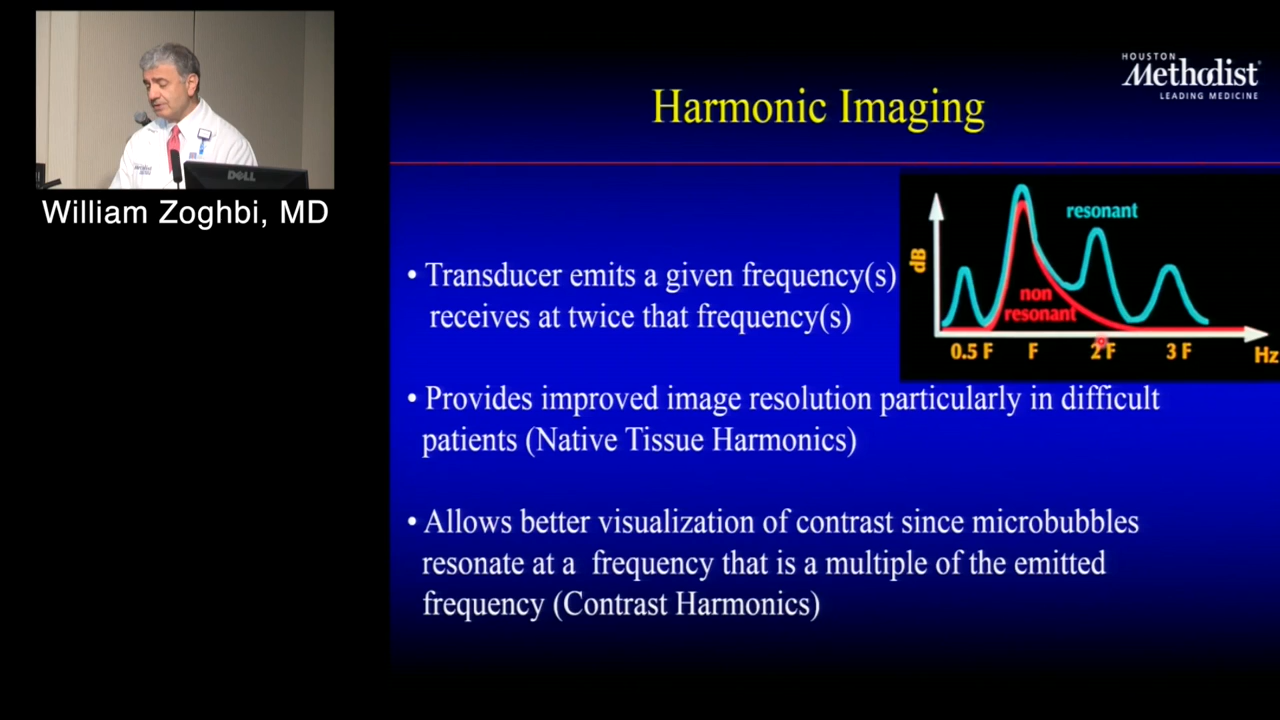 HOUSTON
Methodist
LEADING MEDICINE
Harmonic Imaging
DELL
William Zoghbi, MD
resonant
dB
non
resonant
0.5 F F 2 F 3 F Hz
• Transducer emits a given frequency(s)
receives at twice that frequency(s)
• Provides improved image resolution particularly in difficult
patients (Native Tissue Harmonics)
• Allows better visualization of contrast since microbubbles
resonate at a frequency that is a multiple of the emitted
frequency (Contrast Harmonics)